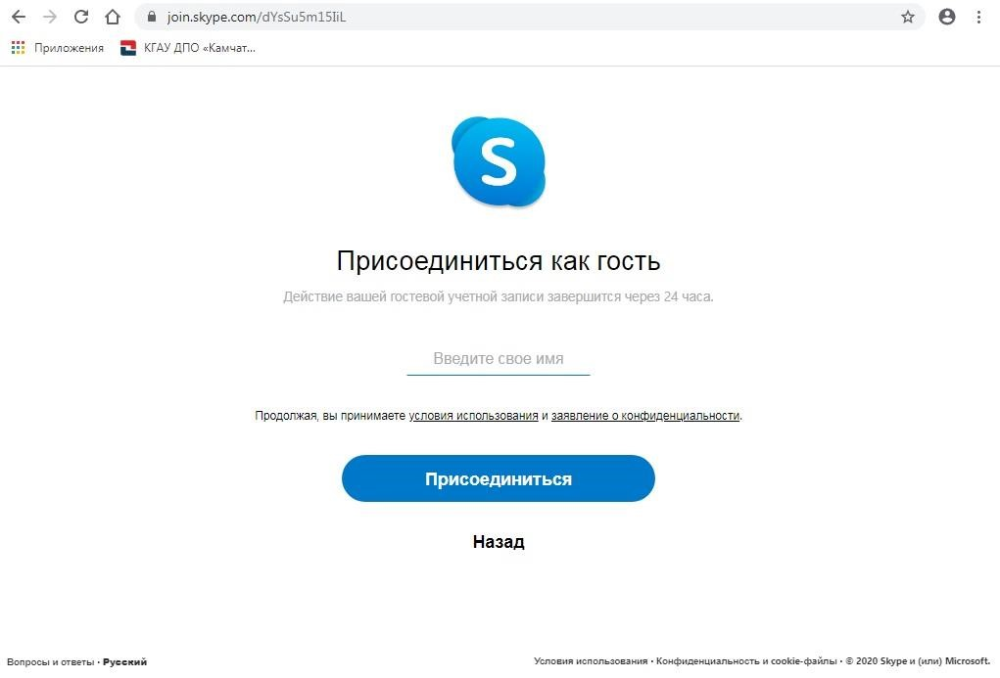 join.skype.com/dYsSu5m15IiL
Приложения КГАУ ДПО «Камчат...
S
Присоединиться как гость
Действие вашей гостевой учетной записи завершится через 24 часа.
Введите свое имя
Продолжая, вы принимаете условия использования и заявление о конфиденциальности.
Присоединиться
Назад
Вопросы и ответы • Русский Условия использования • Конфиденциальность и cookie-файлы • © 2020 Skype и (или) Microsoft.